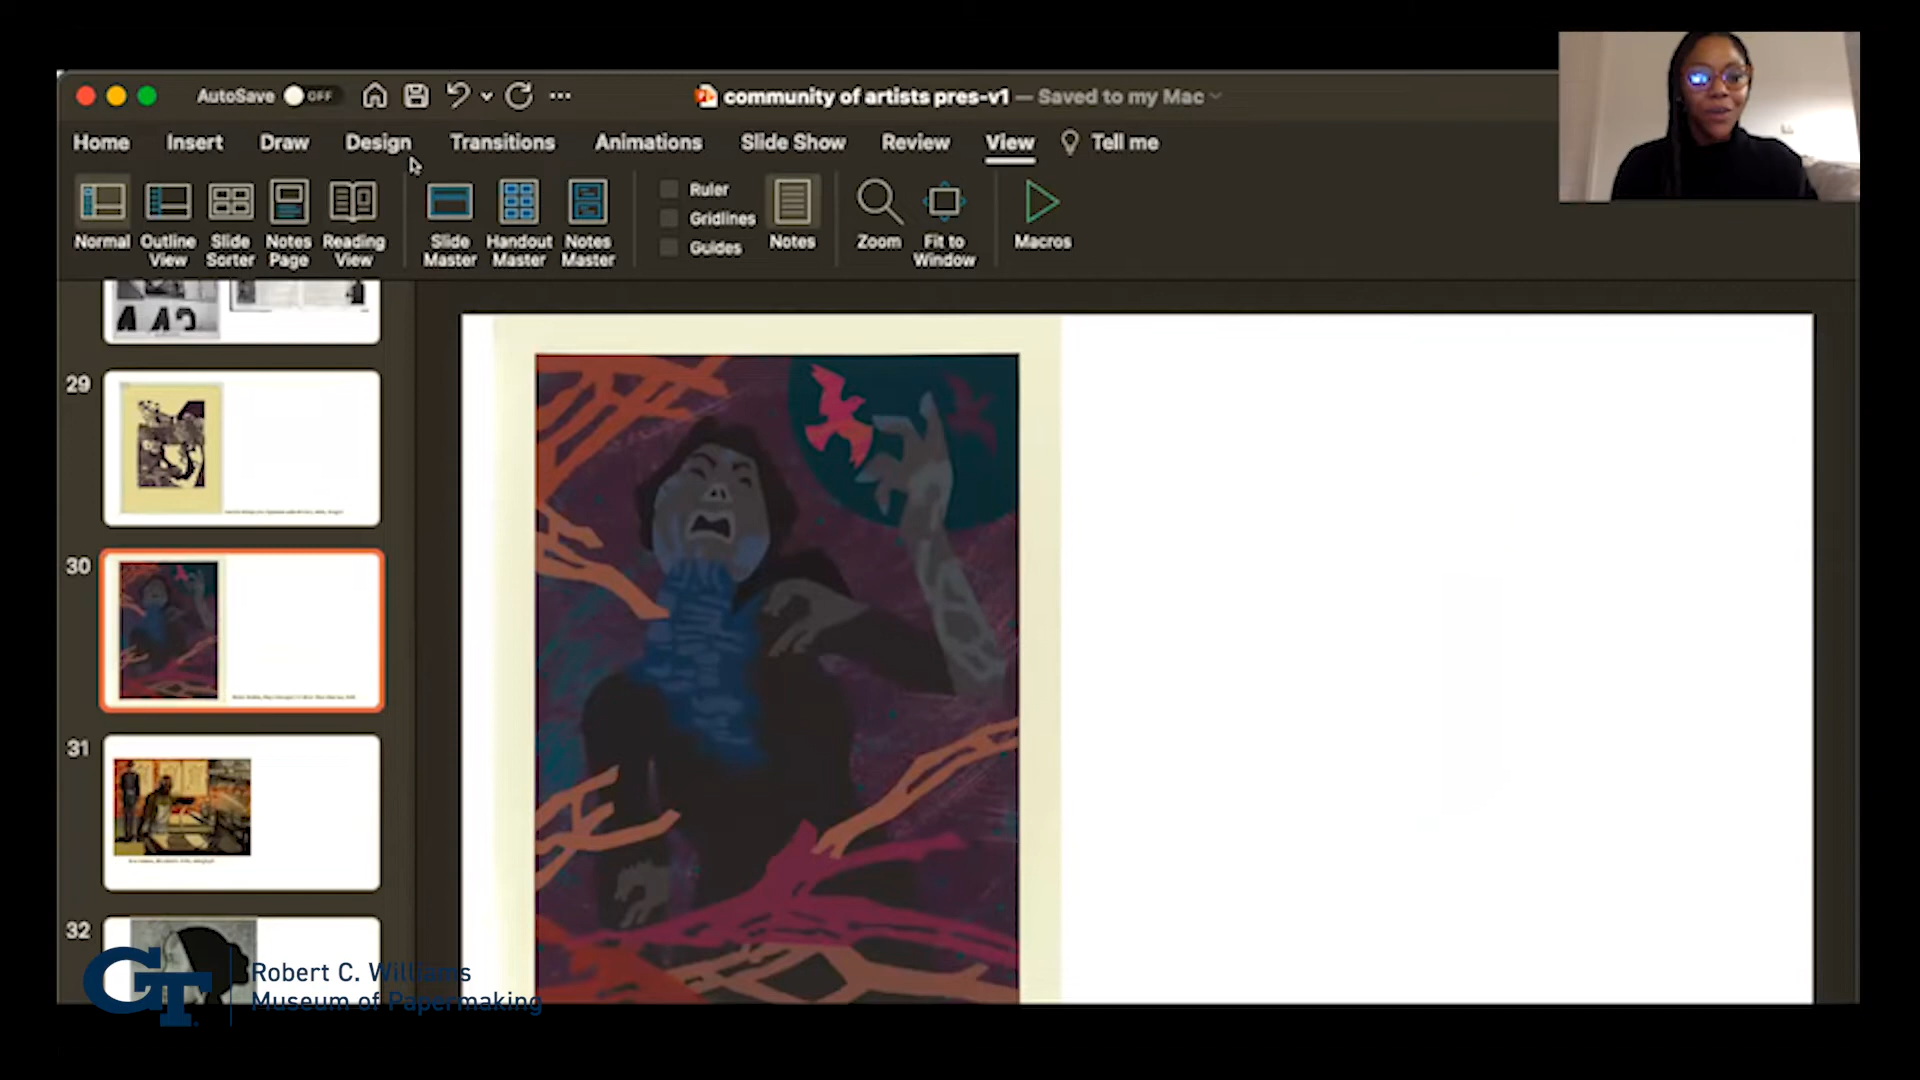 AutoSave OFF community of artists pres-v1 — Saved to my Mac
Home Insert Draw Design Transitions Animations Slide Show Review View Tell me
Normal Outline View Slide Sorter Notes Page Reading View Slide Master Handout Master Notes Master Ruler Gridlines Guides Notes Zoom Fit to Window Macros
29
30
31
32
GT Robert C. Williams
Museum of Papermaking